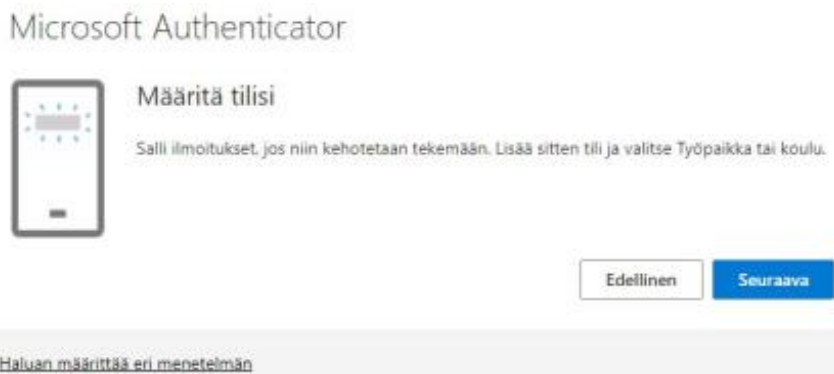 Microsoft Authenticator
Määritä tilisi
Salli ilmoitukset, jos niin kehotetaan tekemään. Lisää sitten tili ja valitse Työpaikka tai koulu.
Edellinen
Seuraava
Haluan määrittää eri menetelmän